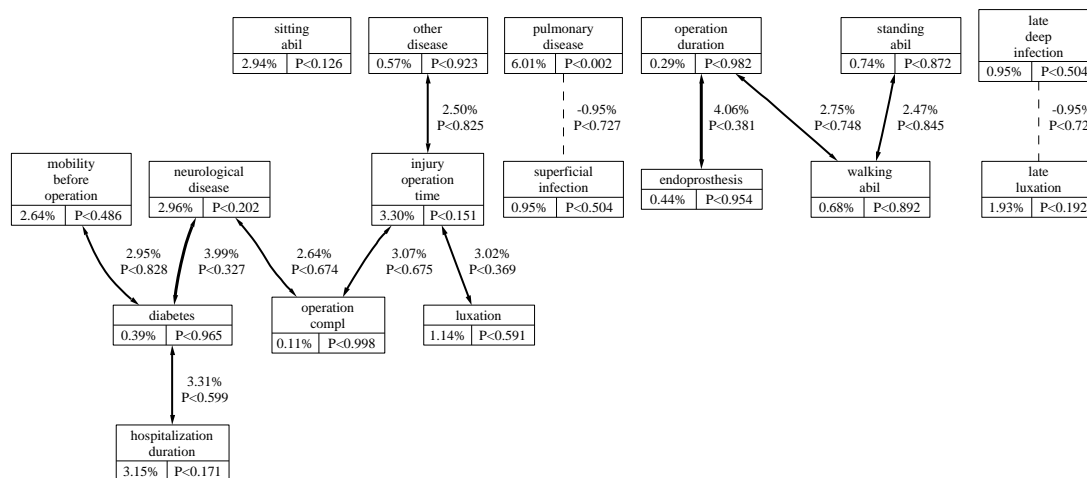 sitting
abil
2.94% P<0.126
other
disease
0.57% P<0.923
pulmonary
disease
6.01% P<0.002
operation
duration
0.29% P<0.982
standing
abil
0.74% P<0.872
late
deep
infection
0.95% P<0.504
2.50%
P<0.825
-0.95%
P<0.727
4.06%
P<0.381
2.75%
P<0.748
2.47%
P<0.845
-0.95%
P<0.72
mobility
before
operation
2.64% P<0.486
neurological
disease
2.96% P<0.202
injury
operation
time
3.30% P<0.151
superficial
infection
0.95% P<0.504
endoprosthesis
0.44% P<0.954
walking
abil
0.68% P<0.892
late
luxation
1.93% P<0.192
2.95%
P<0.828
3.99%
P<0.327
2.64%
P<0.674
3.07%
P<0.675
3.02%
P<0.369
diabetes
0.39% P<0.965
operation
compl
0.11% P<0.998
luxation
1.14% P<0.591
3.31%
P<0.599
hospitalization
duration
3.15% P<0.171